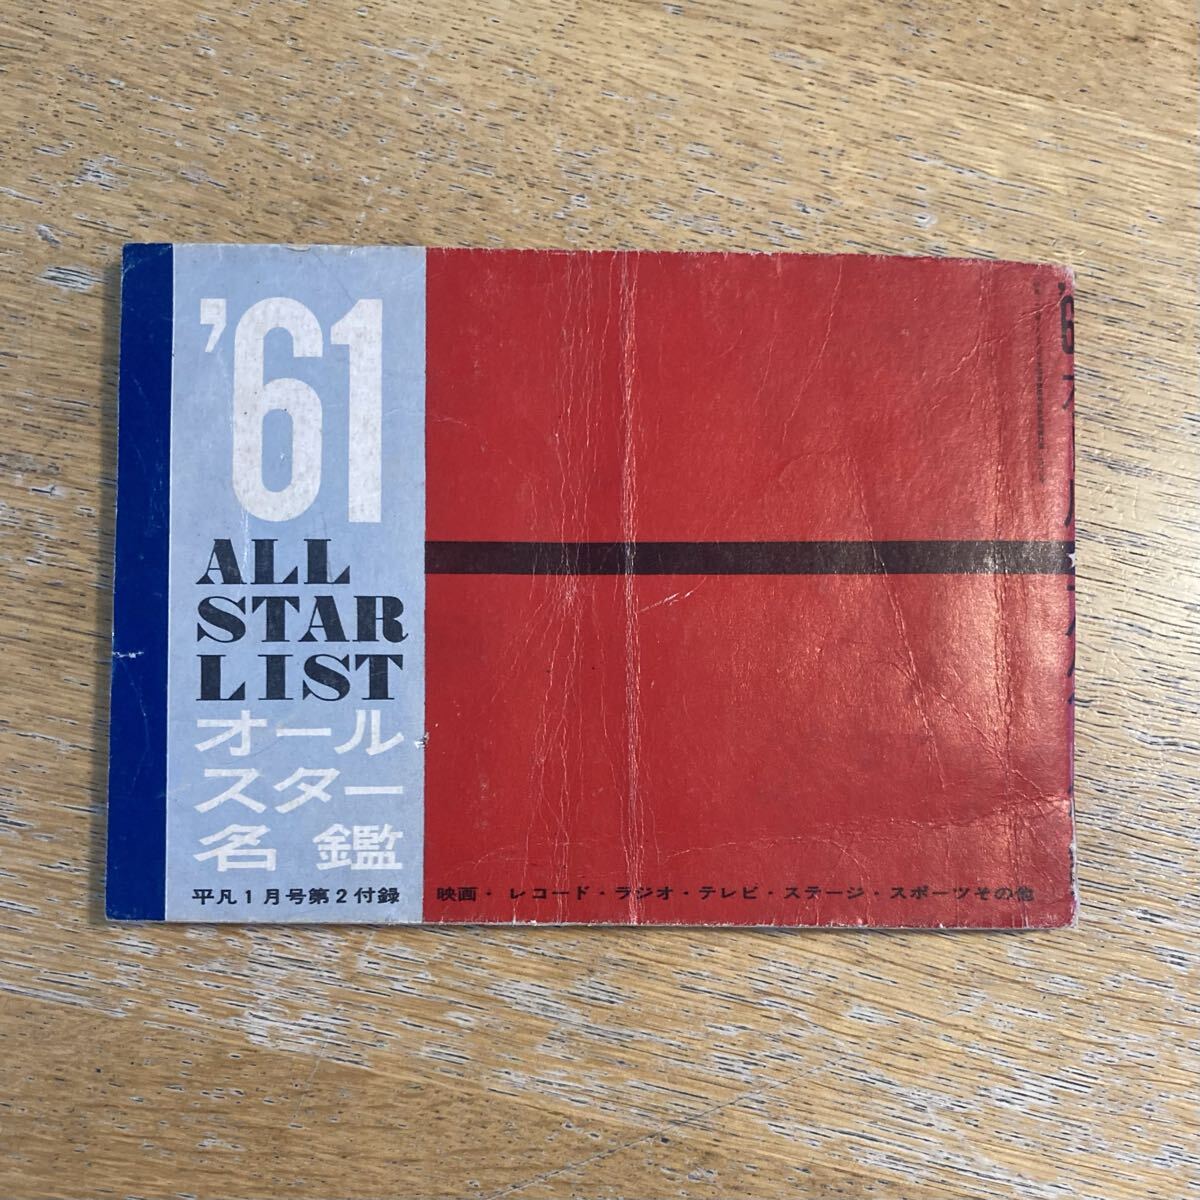 '61
ALL
STAR
LIST
オール
スター
名鑑
平凡1月号第2付録
映画・レコード・ラジオ・テレビ・ステージ・スポーツその他